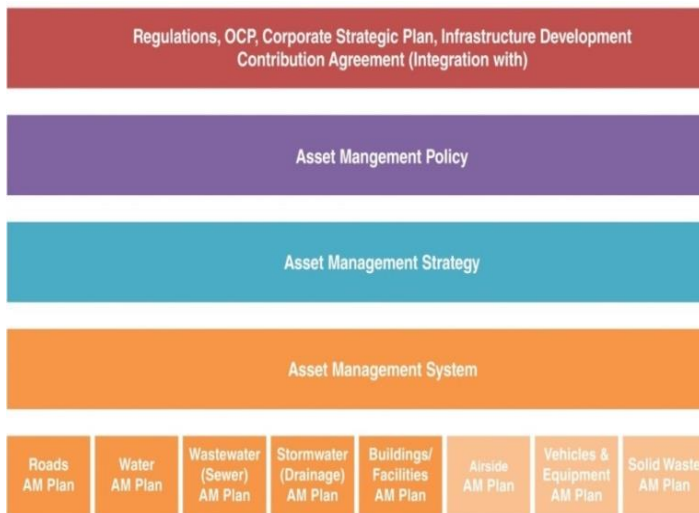 Regulations, OCP, Corporate Strategic Plan, Infrastructure Development
Contribution Agreement (Integration with)
Asset Mangement Policy
Asset Management Strategy
Asset Management System
Roads
AM Plan
Water
AM Plan
Wastewater
(Sewer)
AM Plan
Stormwater
(Drainage)
AM Plan
Buildings/
Facilities
AM Plan
Airside
AM Plan
Vehicles &
Equipment
AM Plan
Solid Waste
AM Plan